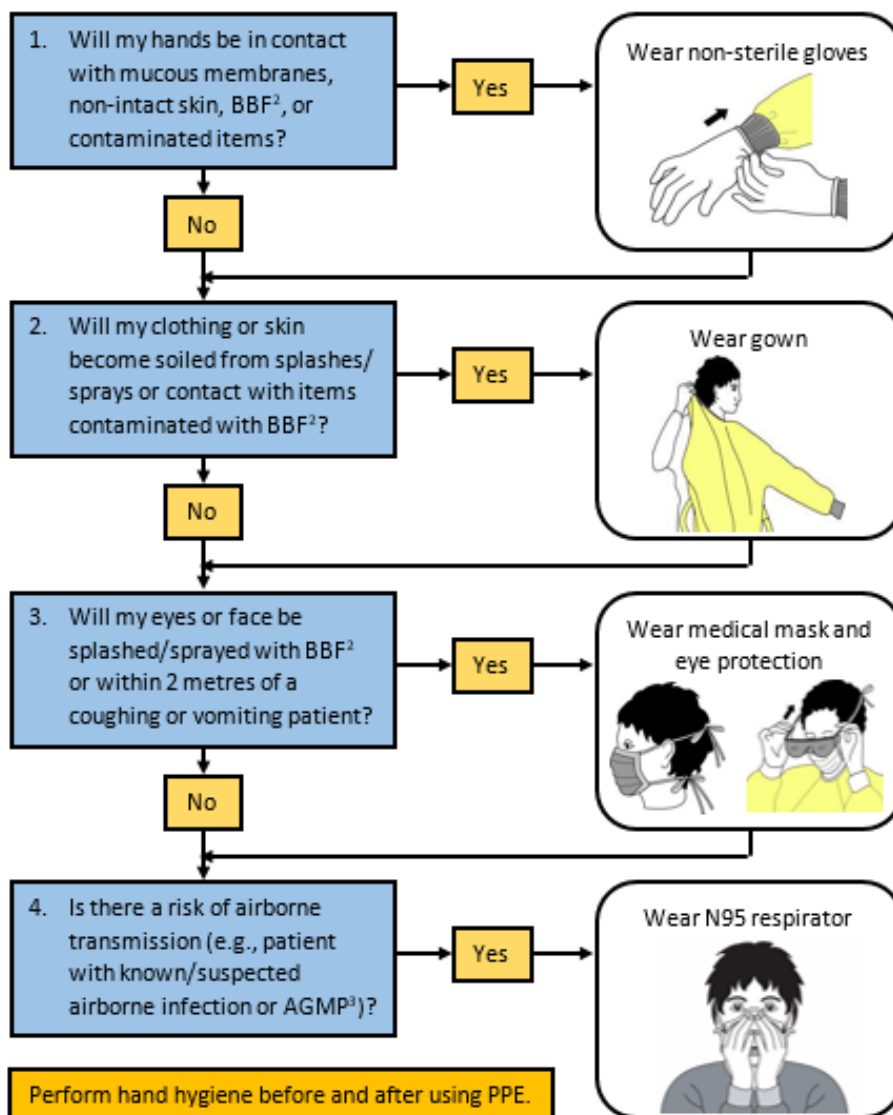 1. Will my hands be in contact
with mucous membranes,
non-intact skin, BBF², or
contaminated items?
Yes
Wear non-sterile gloves
No
2. Will my clothing or skin
become soiled from splashes/
sprays or contact with items
contaminated with BBF²?
Yes
Wear gown
No
3. Will my eyes or face be
splashed/sprayed with BBF²
or within 2 metres of a
coughing or vomiting patient?
Yes
Wear medical mask and
eye protection
No
4. Is there a risk of airborne
transmission (e.g., patient
with known/suspected
airborne infection or AGMP³)?
Yes
Wear N95 respirator
Perform hand hygiene before and after using PPE.